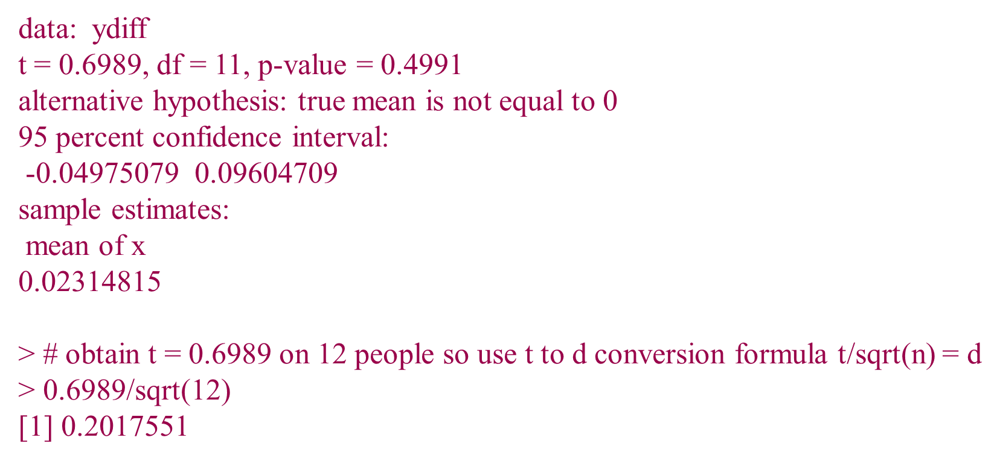 data:  ydiff
t = 0.6989, df = 11, p-value = 0.4991
alternative hypothesis: true mean is not equal to 0
95 percent confidence interval:
 -0.04975079  0.09604709
sample estimates:
 mean of x
0.02314815
> # obtain t = 0.6989 on 12 people so use t to d conversion formula t/sqrt(n) = d
> 0.6989/sqrt(12)
[1] 0.2017551